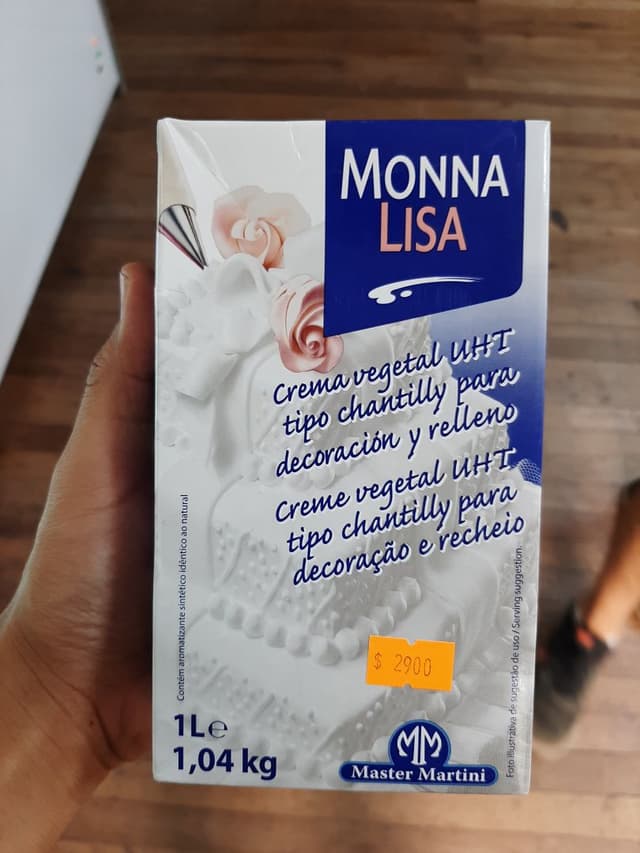 MONNA
LISA
Crema vegetal UHT
tipo chantilly para
decoración y relleno
Creme vegetal UHT
tipo chantilly para
decoração e recheio
Contém aromatizante sintético idêntico ao natural
$ 2900
1L℮
1,04 kg
MM
Master Martini
Foto illustrativa de sugestão de uso / Serving suggestion.